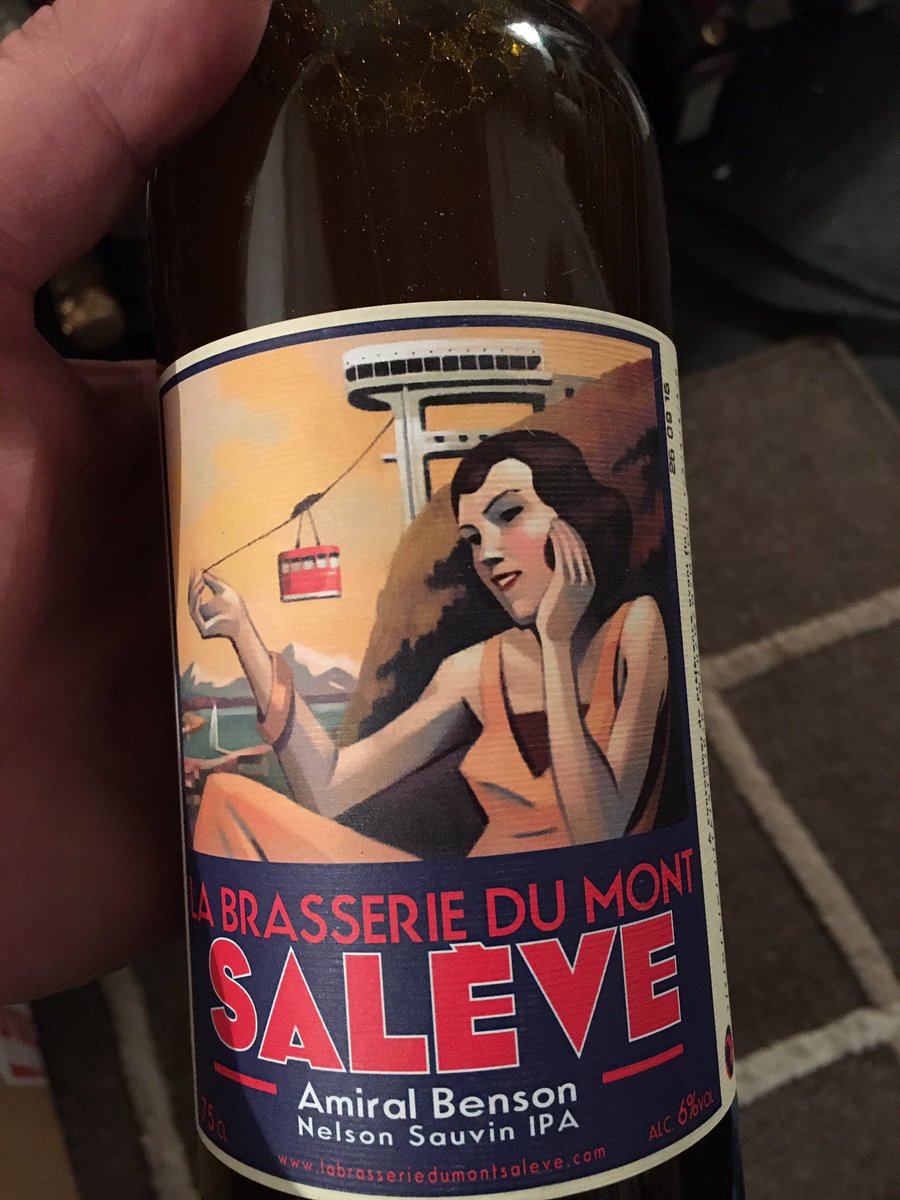 LA BRASSERIE DU MONT
SALÈVE
Amiral Benson
Nelson Sauvin IPA
75 CL
ALC 6% VOL
www.labrasseriedumontsaleve.com